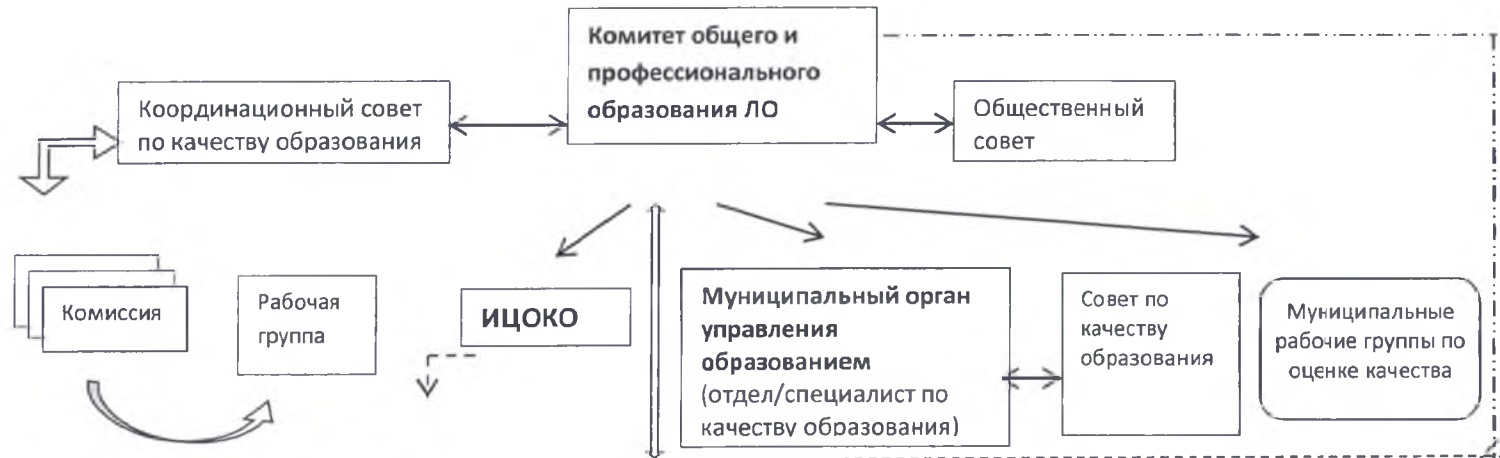 Комитет общего и
профессионального
образования ЛО
Координационный совет
по качеству образования
Общественный
совет
Комиссия
Рабочая
группа
ИЦОКО
Муниципальный орган
управления
образованием
(отдел/специалист по
качеству образования)
Совет по
качеству
образования
Муниципальные
рабочие группы по
оценке качества